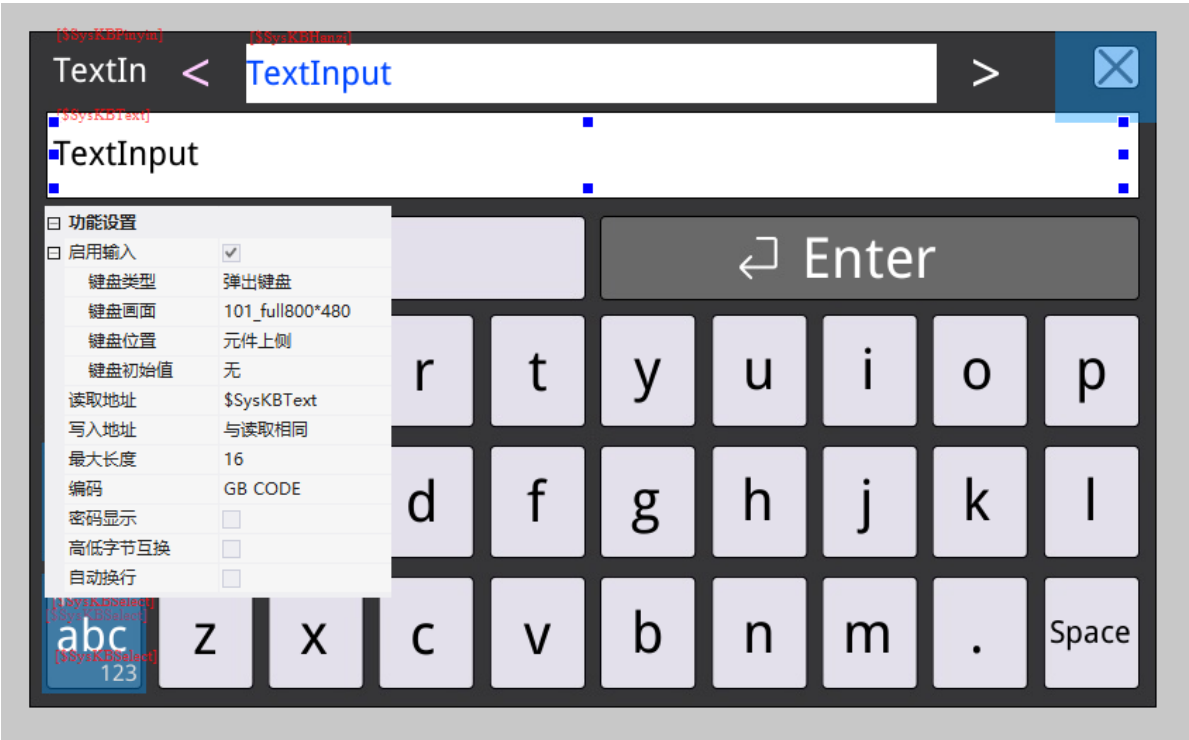 [$SysKBPinyin]
[$SysKBHanzi]
TextIn < TextInput >
[$SysKBText]
TextInput
功能设置
启用输入
键盘类型 弹出键盘
键盘画面 101_full800*480
键盘位置 元件上侧
键盘初始值 无
读取地址 $SysKBText
写入地址 与读取相同
最大长度 16
编码 GB CODE
密码显示
高低字节互换
自动换行
Enter
r t y u i o p
d f g h j k l
[$SysKBSelect]
[$SysKBSelect]
abc z x c v b n m . Space
[$SysKBSelect]
123